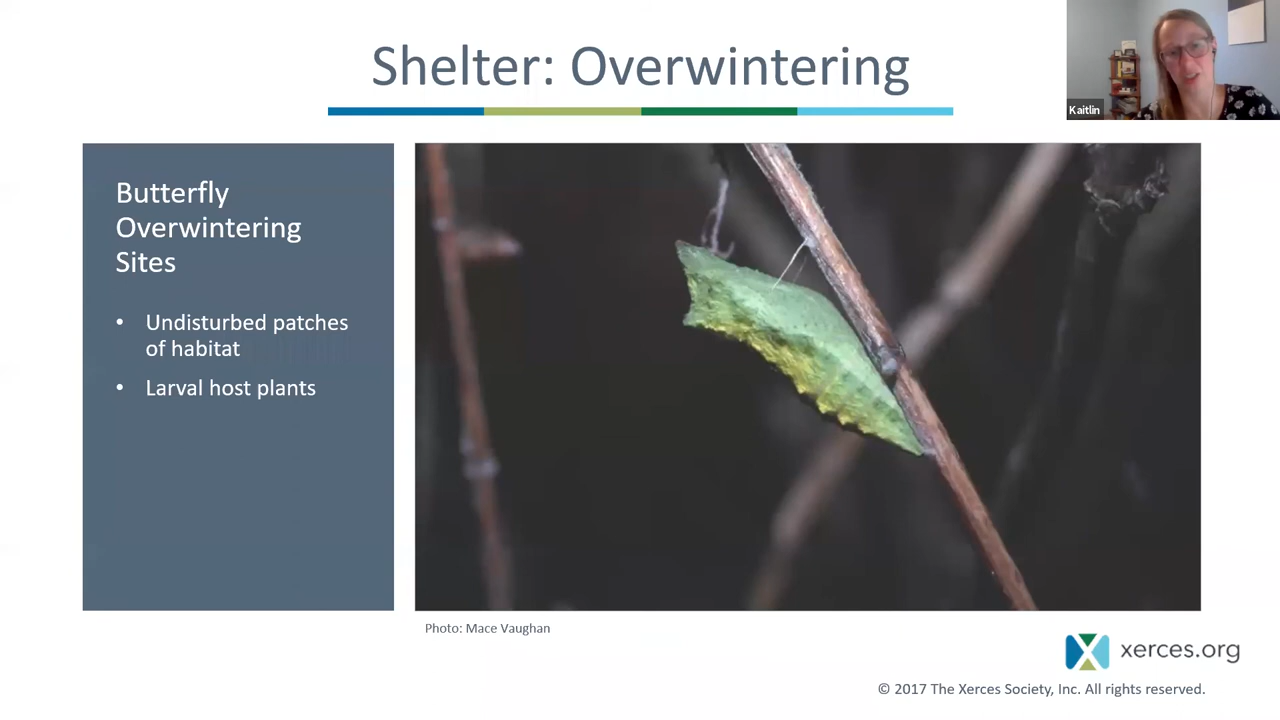 Shelter: Overwintering
Kaitlin
Butterfly
Overwintering
Sites
• Undisturbed patches
of habitat
• Larval host plants
Photo: Mace Vaughan
xerces.org
© 2017 The Xerces Society, Inc. All rights reserved.